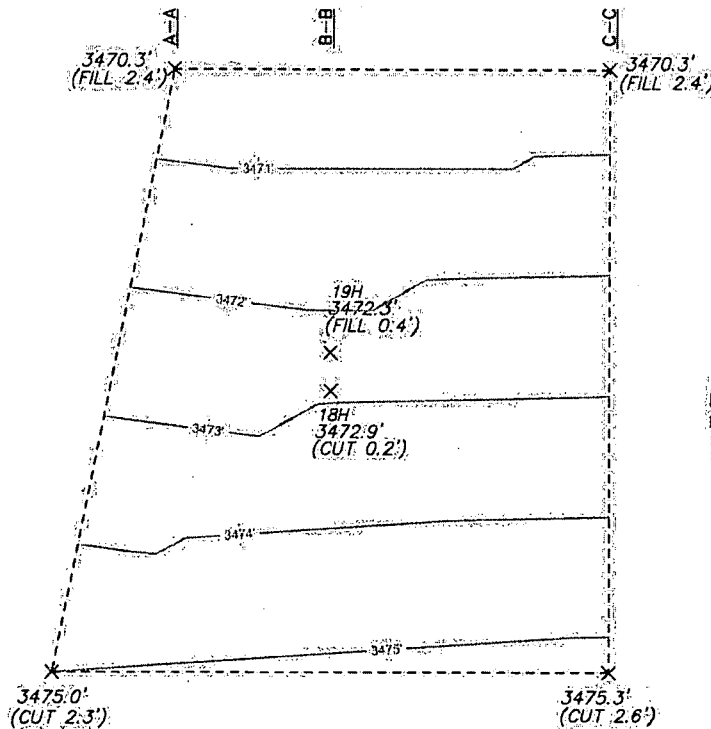 A-A
B-B
C-C
3470.3'
(FILL 2.4')
3470.3'
(FILL 2.4')
3471'
3472'
19H
3472.3'
(FILL 0.4')
18H
3472.9'
(CUT 0.2')
3473'
3474'
3475'
3475.0'
(CUT 2.3')
3475.3'
(CUT 2.6')